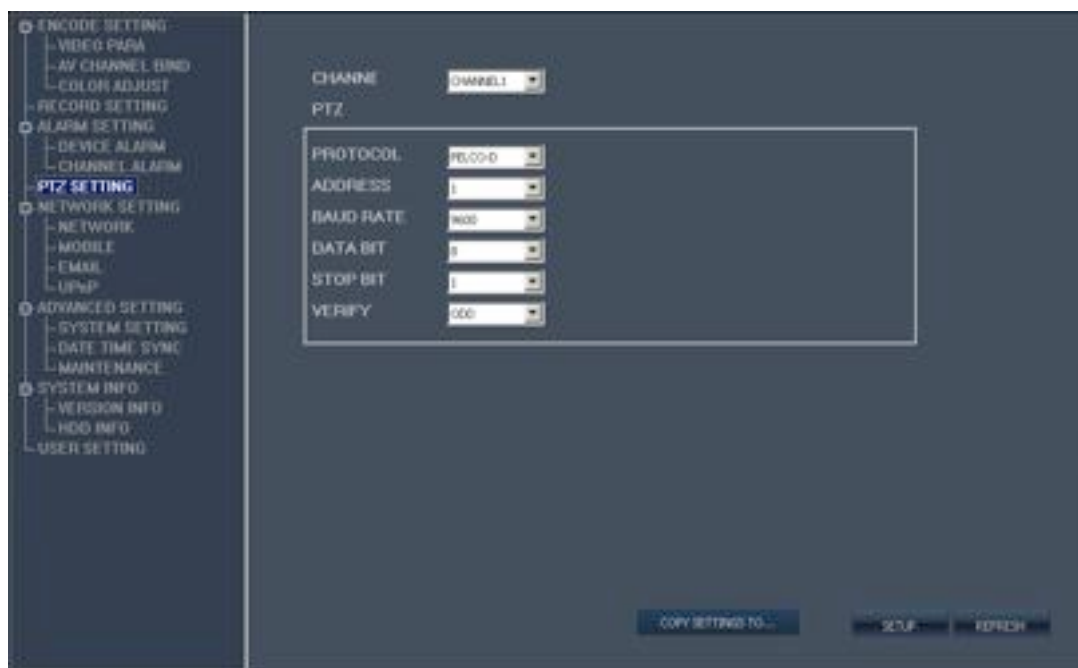 ENCODE SETTING
VIDEO PARA
AV CHANNEL BIND
COLOR ADJUST
RECORD SETTING
ALARM SETTING
DEVICE ALARM
CHANNEL ALARM
PTZ SETTING
NETWORK SETTING
NETWORK
MOBILE
EMAIL
UPnP
ADVANCED SETTING
SYSTEM SETTING
DATE TIME SYNC
MAINTENANCE
SYSTEM INFO
VERSION INFO
HDD INFO
USER SETTING
CHANNE CHANNEL1
PTZ
PROTOCOL PELCO-D
ADDRESS 1
BAUD RATE 9600
DATA BIT 8
STOP BIT 1
VERIFY ODD
COPY SETTINGS TO... SETUP REFRESH